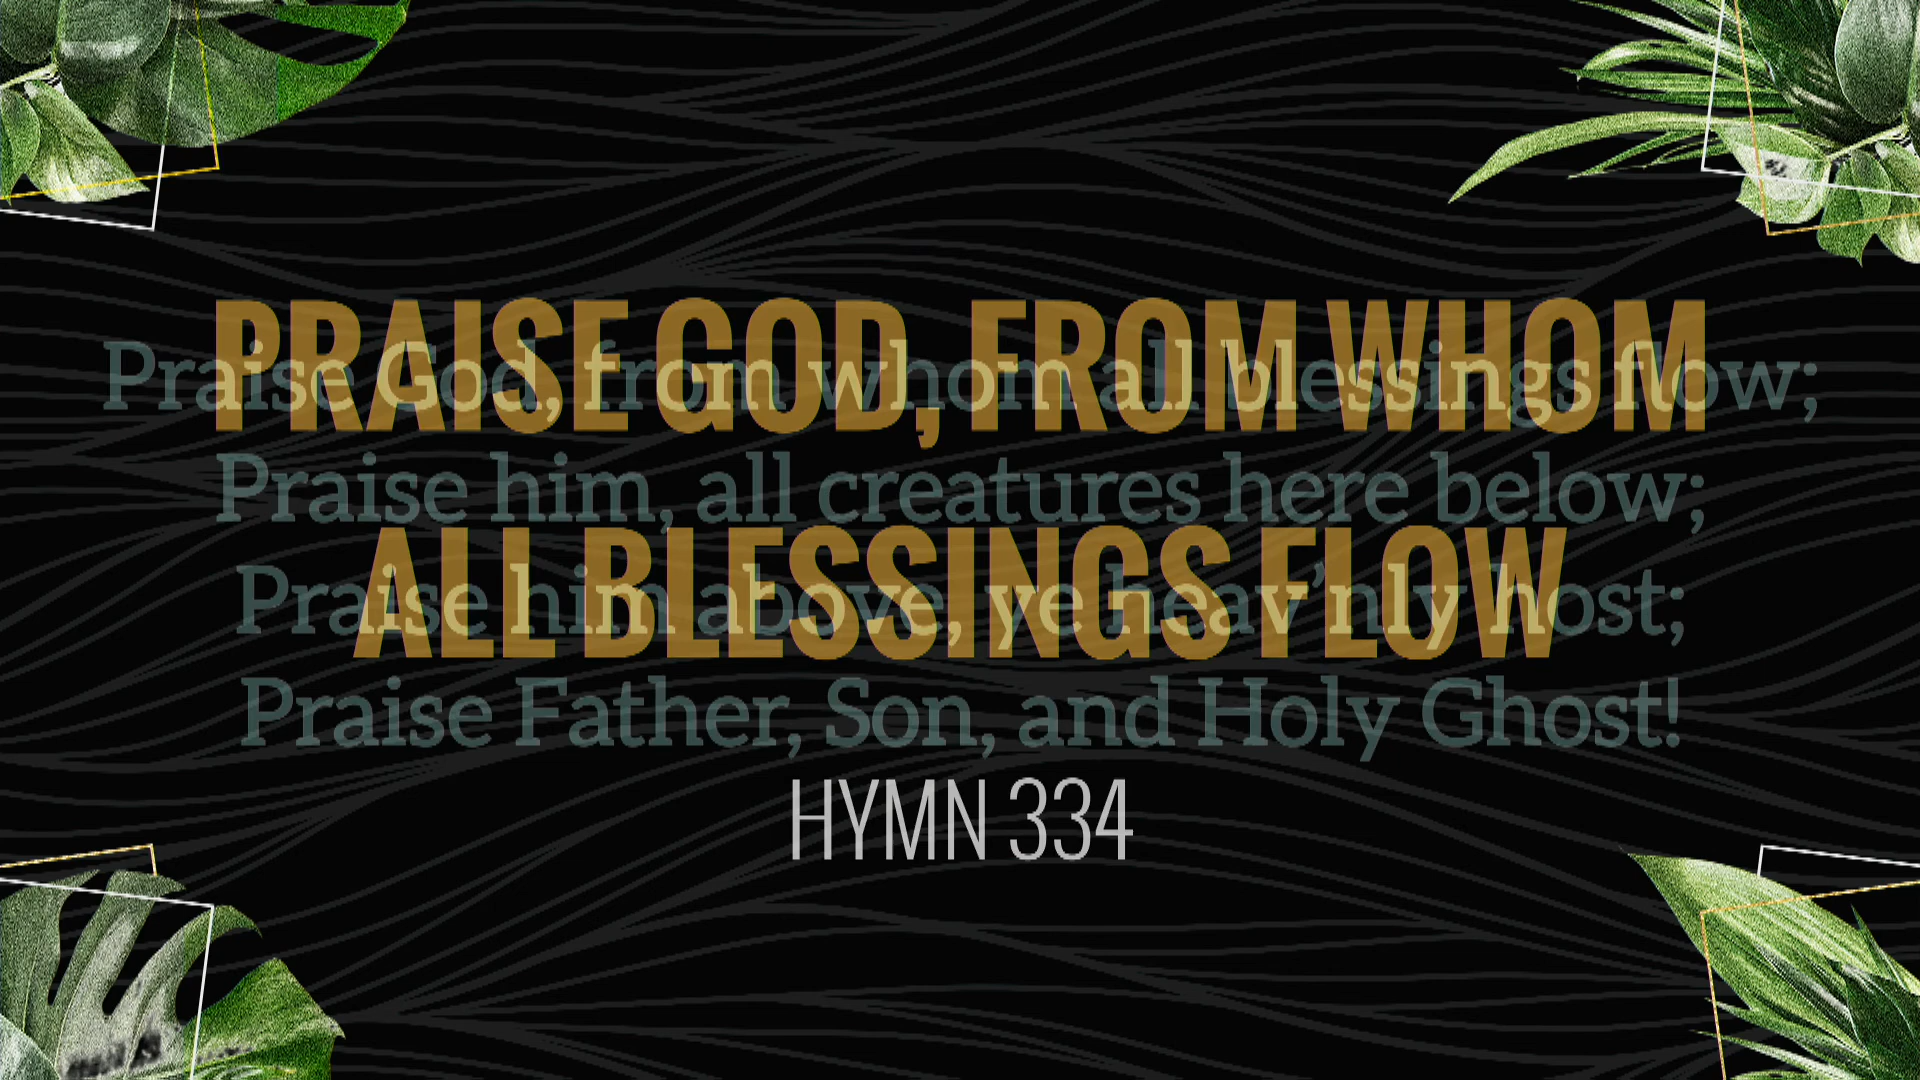 PRAISE GOD, FROM WHOM
ALL BLESSINGS FLOW
Praise God, from whom all blessings flow;
Praise him, all creatures here below;
Praise him above, ye heav’nly host;
Praise Father, Son, and Holy Ghost!
HYMN 334